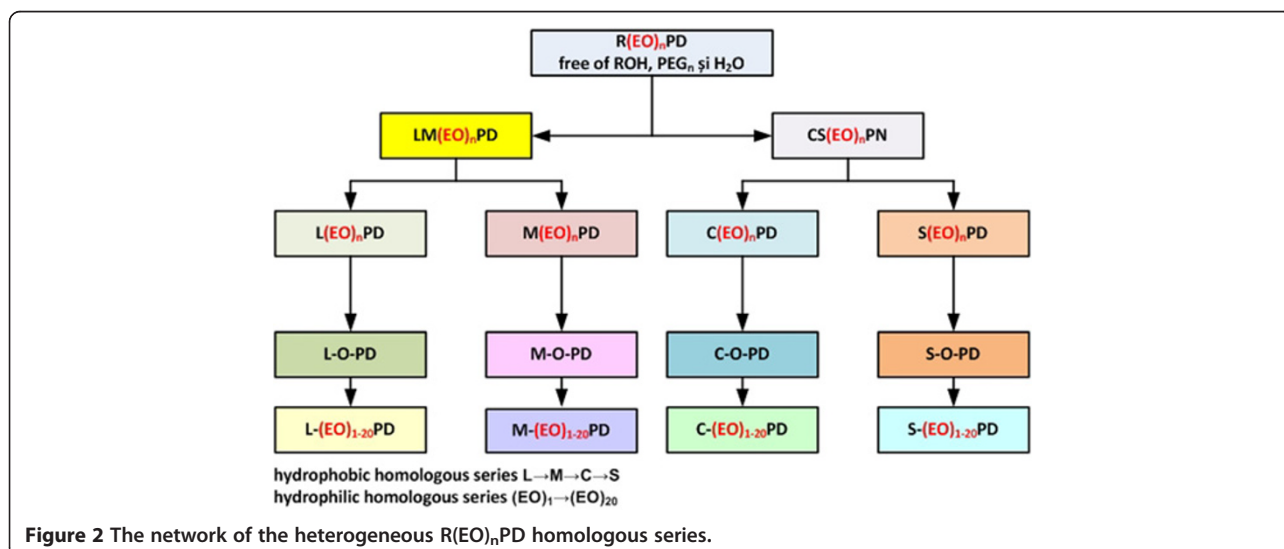 R(EO)ₙPD
free of ROH, PEGₙ și H₂O
LM(EO)ₙPD
CS(EO)ₙPN
L(EO)ₙPD
M(EO)ₙPD
C(EO)ₙPD
S(EO)ₙPD
L-O-PD
M-O-PD
C-O-PD
S-O-PD
L-(EO)₁₋₂₀PD
M-(EO)₁₋₂₀PD
C-(EO)₁₋₂₀PD
S-(EO)₁₋₂₀PD
hydrophobic homologous series L→M→C→S
hydrophilic homologous series (EO)₁→(EO)₂₀
Figure 2 The network of the heterogeneous R(EO)ₙPD homologous series.